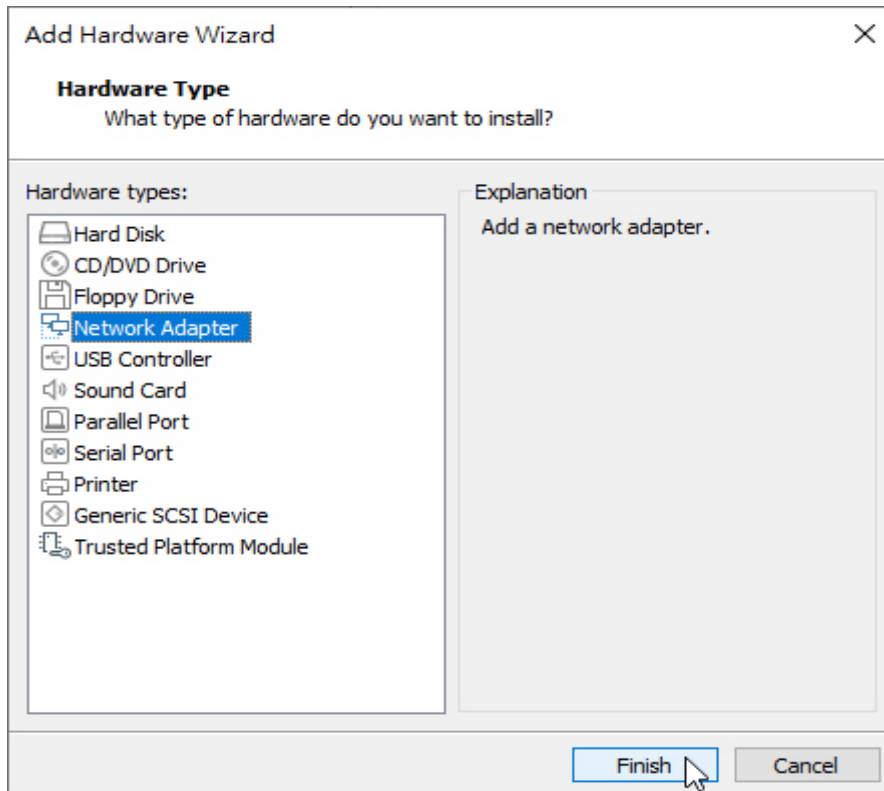 Add Hardware Wizard
Hardware Type
What type of hardware do you want to install?
Hardware types:
Hard Disk
CD/DVD Drive
Floppy Drive
Network Adapter
USB Controller
Sound Card
Parallel Port
Serial Port
Printer
Generic SCSI Device
Trusted Platform Module
Explanation
Add a network adapter.
Finish
Cancel